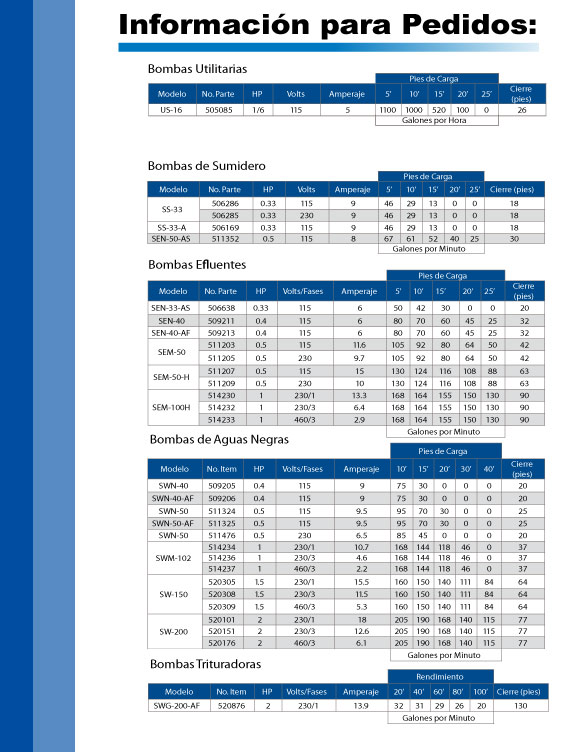 Información para Pedidos:
Bombas Utilitarias
Pies de Carga
Modelo No. Parte HP Volts Amperaje 5' 10' 15' 20' 25' Cierre (pies)
US-16 505085 1/6 115 5 1100 1000 520 100 0 26
Galones por Hora
Bombas de Sumidero
Pies de Carga
Modelo No. Parte HP Volts Amperaje 5' 10' 15' 20' 25' Cierre (pies)
SS-33 506286 0.33 115 9 46 29 13 0 0 18
506285 0.33 230 9 46 29 13 0 0 18
SS-33-A 506169 0.33 115 9 46 29 13 0 0 18
SEN-50-AS 511352 0.5 115 8 67 61 52 40 25 30
Galones por Minuto
Bombas Efluentes
Pies de Carga
Modelo No. Parte HP Volts/Fases Amperaje 5' 10' 15' 20' 25' Cierre (pies)
SEN-33-AS 506638 0.33 115 6 50 42 30 0 0 20
SEN-40 509211 0.4 115 6 80 70 60 45 25 32
SEN-40-AF 509213 0.4 115 6 80 70 60 45 25 32
SEM-50 511203 0.5 115 11.6 105 92 80 64 50 42
511205 0.5 230 9.7 105 92 80 64 50 42
SEM-50-H 511207 0.5 115 15 130 124 116 108 88 63
511209 0.5 230 10 130 124 116 108 88 63
SEM-100H 514230 1 230/1 13.3 168 164 155 150 130 90
514232 1 230/3 6.4 168 164 155 150 130 90
514233 1 460/3 2.9 168 164 155 150 130 90
Galones por Minuto
Bombas de Aguas Negras
Pies de Carga
Modelo No. Item HP Volts/Fases Amperaje 10' 15' 20' 30' 40' Cierre (pies)
SWN-40 509205 0.4 115 9 75 30 0 0 0 20
SWN-40-AF 509206 0.4 115 9 75 30 0 0 0 20
SWN-50 511324 0.5 115 9.5 95 70 30 0 0 25
SWN-50-AF 511325 0.5 115 9.5 95 70 30 0 0 25
SWN-50 511476 0.5 230 6.5 85 45 0 0 0 20
SWM-102 514234 1 230/1 10.7 168 144 118 46 0 37
514236 1 230/3 4.6 168 144 118 46 0 37
514237 1 460/3 2.2 168 144 118 46 0 37
SW-150 520305 1.5 230/1 15.5 160 150 140 111 84 64
520308 1.5 230/3 11.5 160 150 140 111 84 64
520309 1.5 460/3 5.3 160 150 140 111 84 64
SW-200 520101 2 230/1 18 205 190 168 140 115 77
520151 2 230/3 12.6 205 190 168 140 115 77
520176 2 460/3 6.1 205 190 168 140 115 77
Galones por Minuto
Bombas Trituradoras
Rendimiento
Modelo No. Item HP Volts/Fases Amperaje 20' 40' 60' 80' 100' Cierre (pies)
SWG-200-AF 520876 2 230/1 13.9 32 31 29 26 20 130
Galones por Minuto